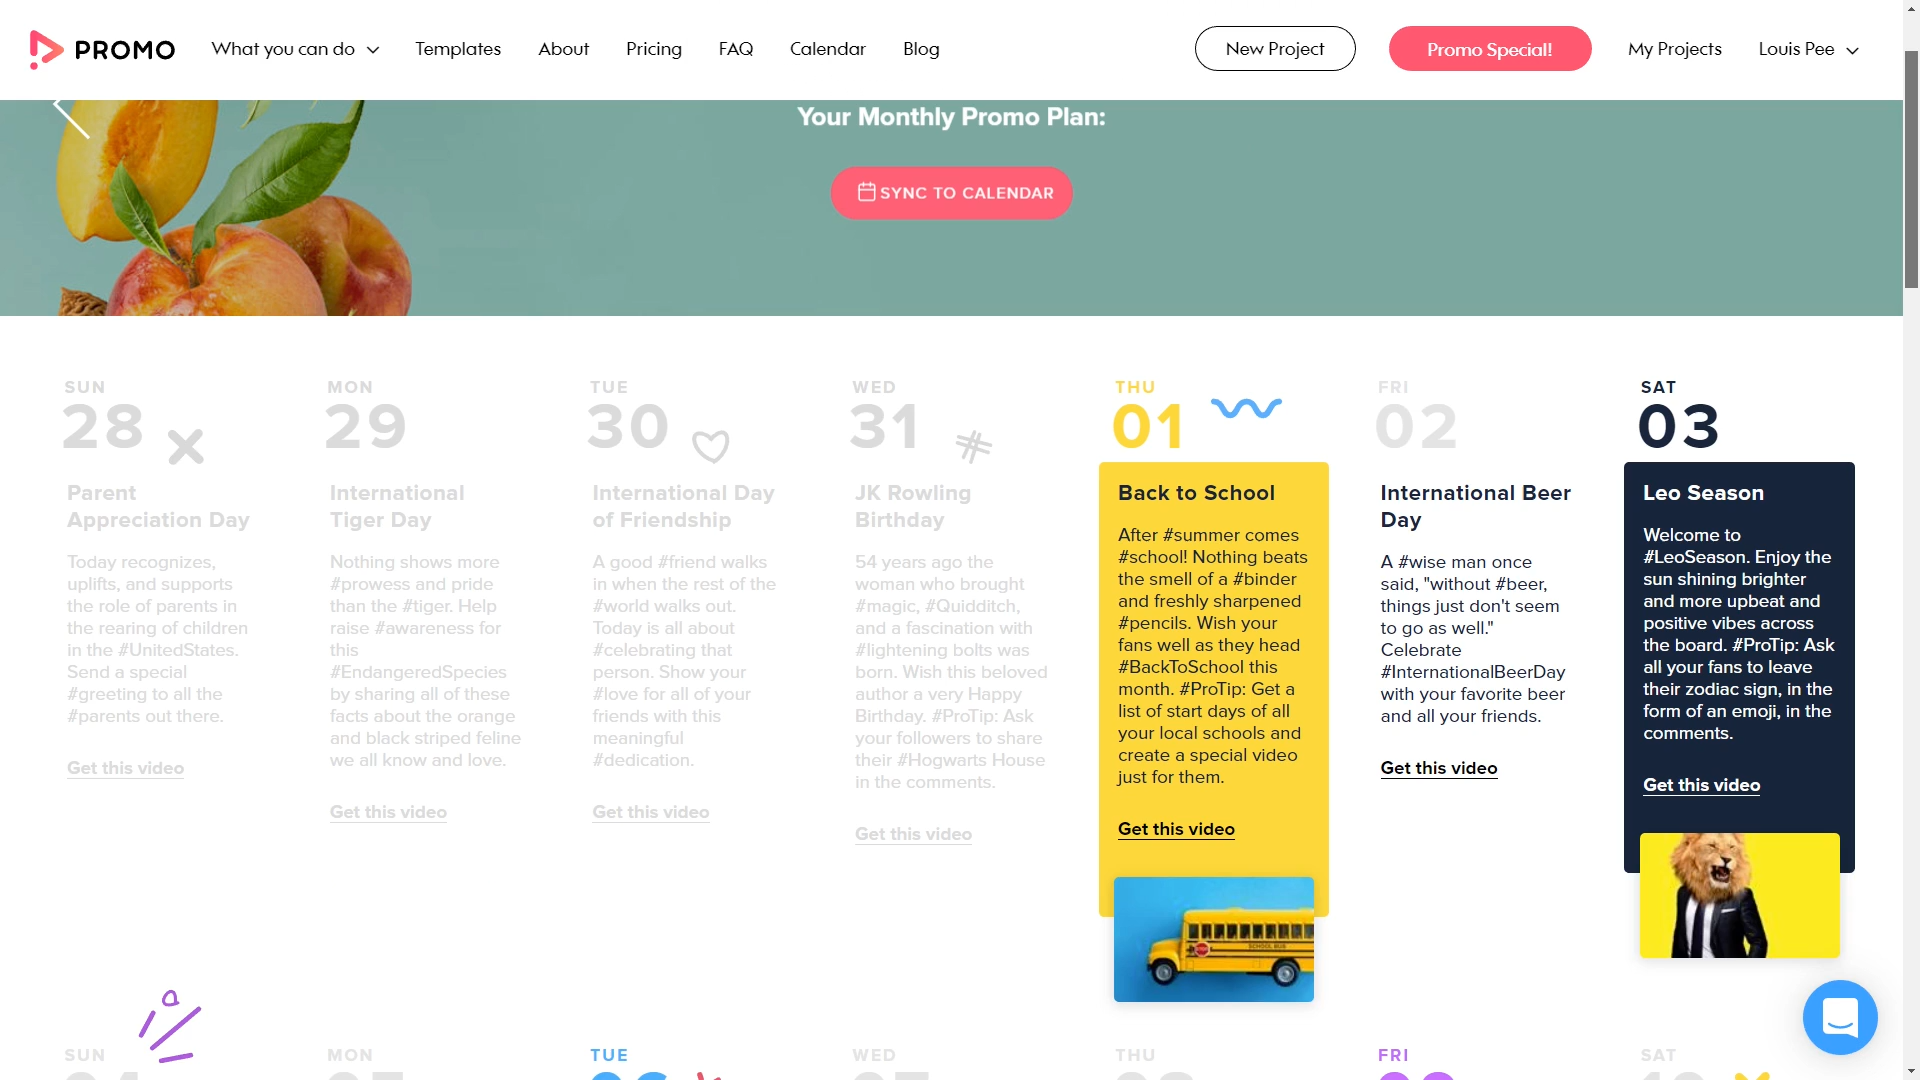 PROMO
What you can do
Templates
About
Pricing
FAQ
Calendar
Blog
New Project
Promo Special!
My Projects
Louis Pee
Your Monthly Promo Plan:
SYNC TO CALENDAR
SUN
28
Parent
Appreciation Day
Today recognizes,
uplifts, and supports
the role of parents in
the rearing of children
in the #UnitedStates.
Send a special
#greeting to all the
#parents out there.
Get this video
MON
29
International
Tiger Day
Nothing shows more
#prowess and pride
than the #tiger. Help
raise #awareness for
this
#EndangeredSpecies
by sharing all of these
facts about the orange
and black striped feline
we all know and love.
Get this video
TUE
30
International Day
of Friendship
A good #friend walks
in when the rest of the
#world walks out.
Today is all about
#celebrating that
person. Show your
#love for all of your
friends with this
meaningful
#dedication.
Get this video
WED
31
JK Rowling
Birthday
54 years ago the
woman who brought
#magic, #Quidditch,
and a fascination with
#lightening bolts was
born. Wish this beloved
author a very Happy
Birthday. #ProTip: Ask
your followers to share
their #Hogwarts House
in the comments.
Get this video
THU
01
Back to School
After #summer comes
#school! Nothing beats
the smell of a #binder
and freshly sharpened
#pencils. Wish your
fans well as they head
#BackToSchool this
month. #ProTip: Get a
list of start days of all
your local schools and
create a special video
just for them.
Get this video
SCHOOL BUS
FRI
02
International Beer
Day
A #wise man once
said, "without #beer,
things just don't seem
to go as well."
Celebrate
#InternationalBeerDay
with your favorite beer
and all your friends.
Get this video
SAT
03
Leo Season
Welcome to
#LeoSeason. Enjoy the
sun shining brighter
and more upbeat and
positive vibes across
the board. #ProTip: Ask
all your fans to leave
their zodiac sign, in the
form of an emoji, in the
comments.
Get this video
SUN
MON
TUE
WED
THU
FRI
SAT